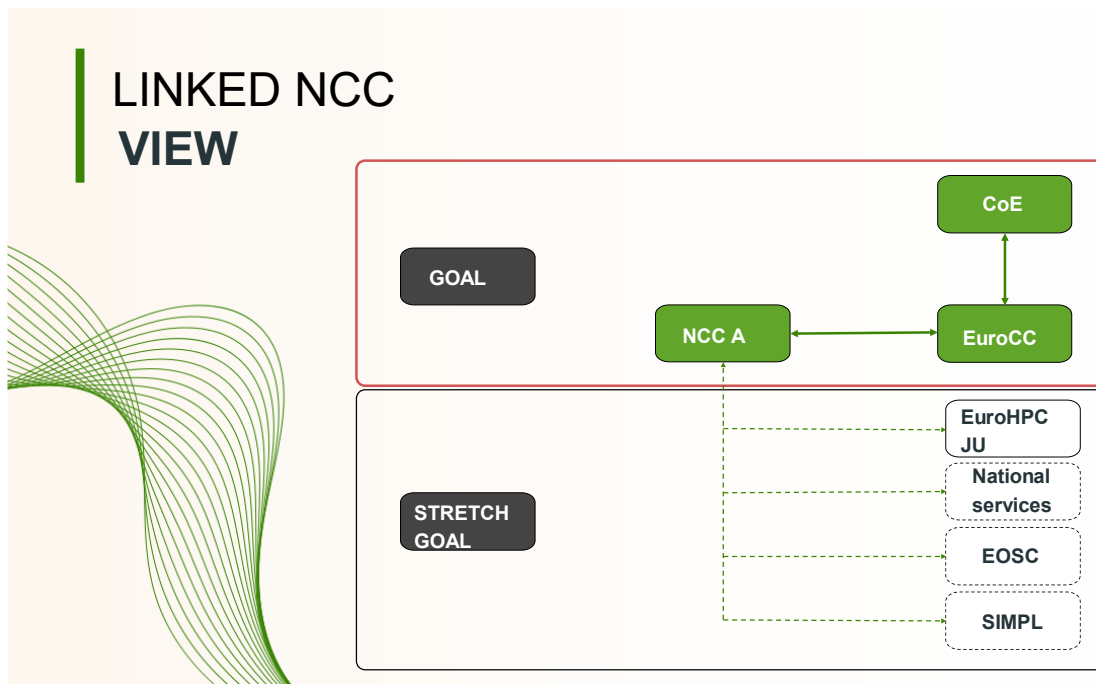 LINKED NCC
VIEW
CoE
GOAL
NCC A
EuroCC
EuroHPC
JU
National
services
STRETCH
GOAL
EOSC
SIMPL